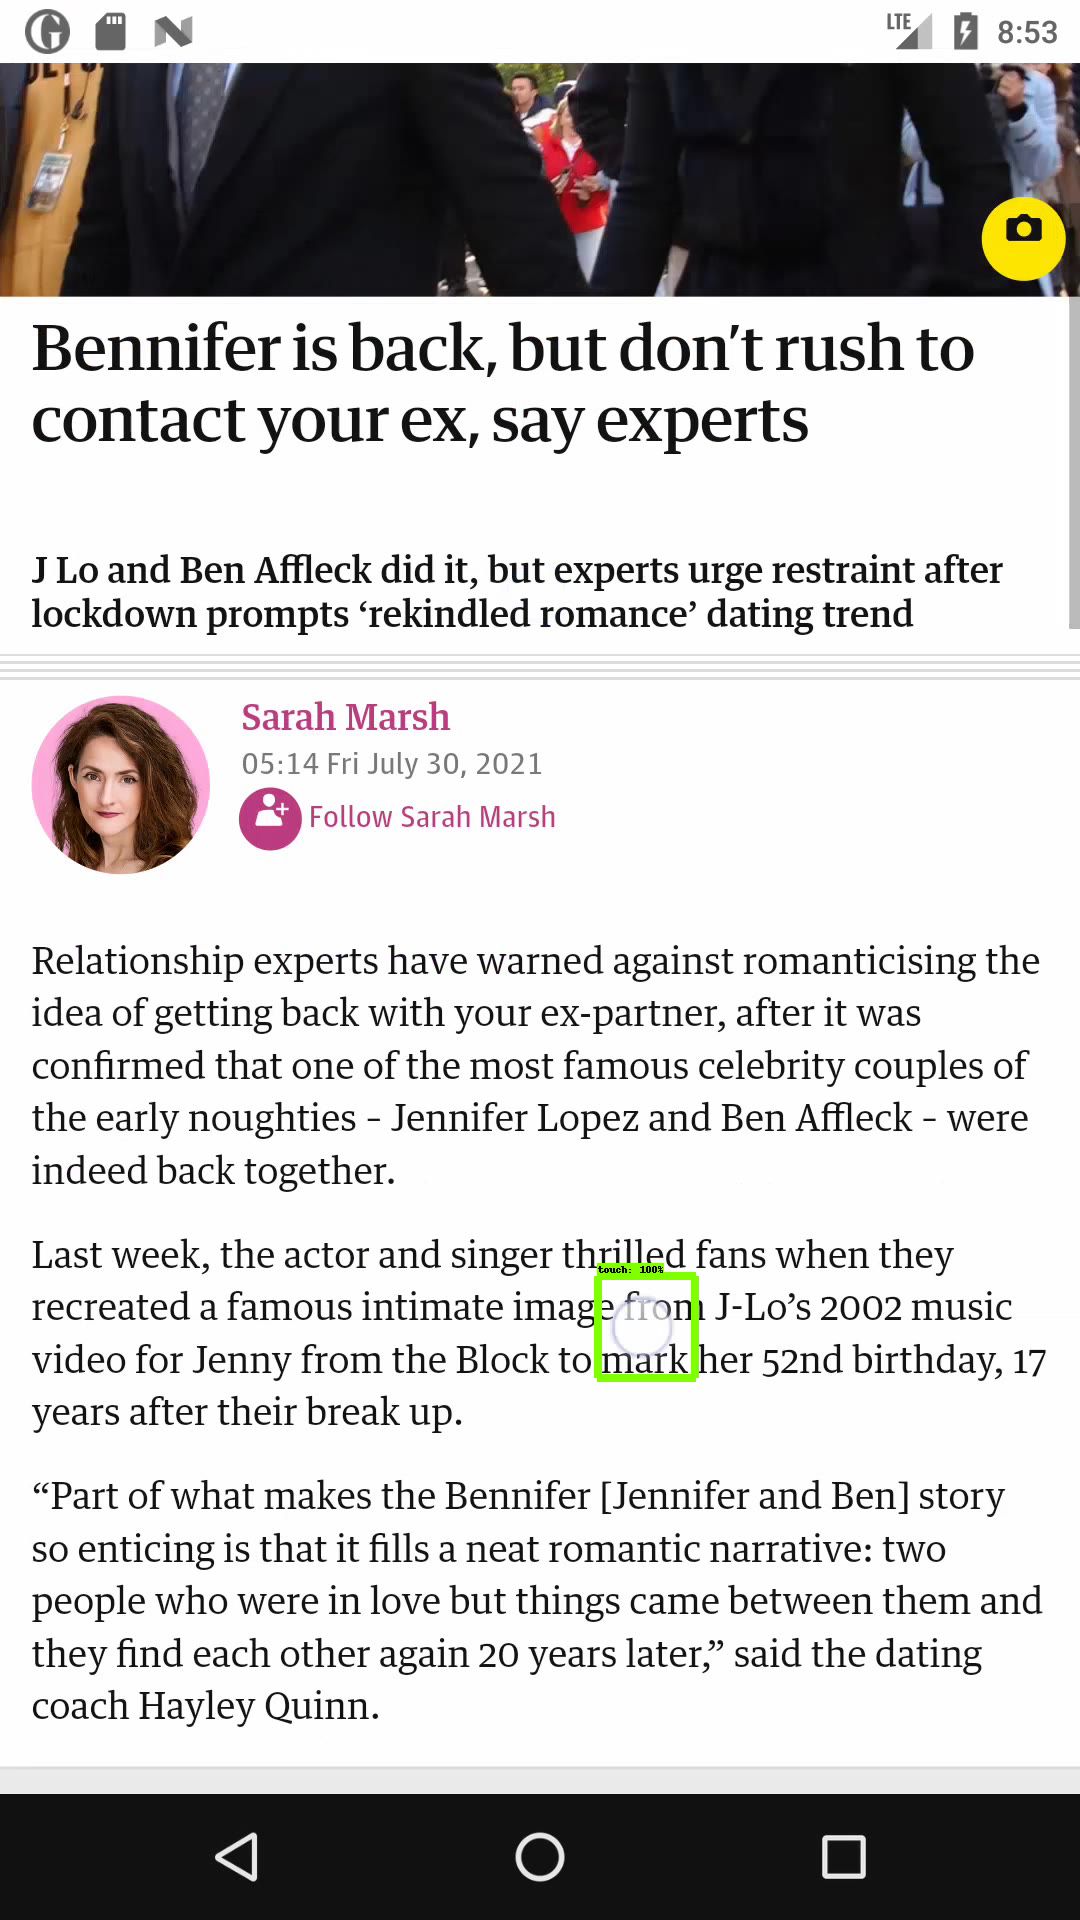 LTE 8:53
Bennifer is back, but don’t rush to
contact your ex, say experts
J Lo and Ben Affleck did it, but experts urge restraint after
lockdown prompts ‘rekindled romance’ dating trend
Sarah Marsh
05:14 Fri July 30, 2021
Follow Sarah Marsh
Relationship experts have warned against romanticising the
idea of getting back with your ex-partner, after it was
confirmed that one of the most famous celebrity couples of
the early noughties – Jennifer Lopez and Ben Affleck – were
indeed back together.
Last week, the actor and singer thrilled fans when they
touch: 100%
recreated a famous intimate image from J-Lo’s 2002 music
video for Jenny from the Block to mark her 52nd birthday, 17
years after their break up.
“Part of what makes the Bennifer [Jennifer and Ben] story
so enticing is that it fills a neat romantic narrative: two
people who were in love but things came between them and
they find each other again 20 years later,” said the dating
coach Hayley Quinn.